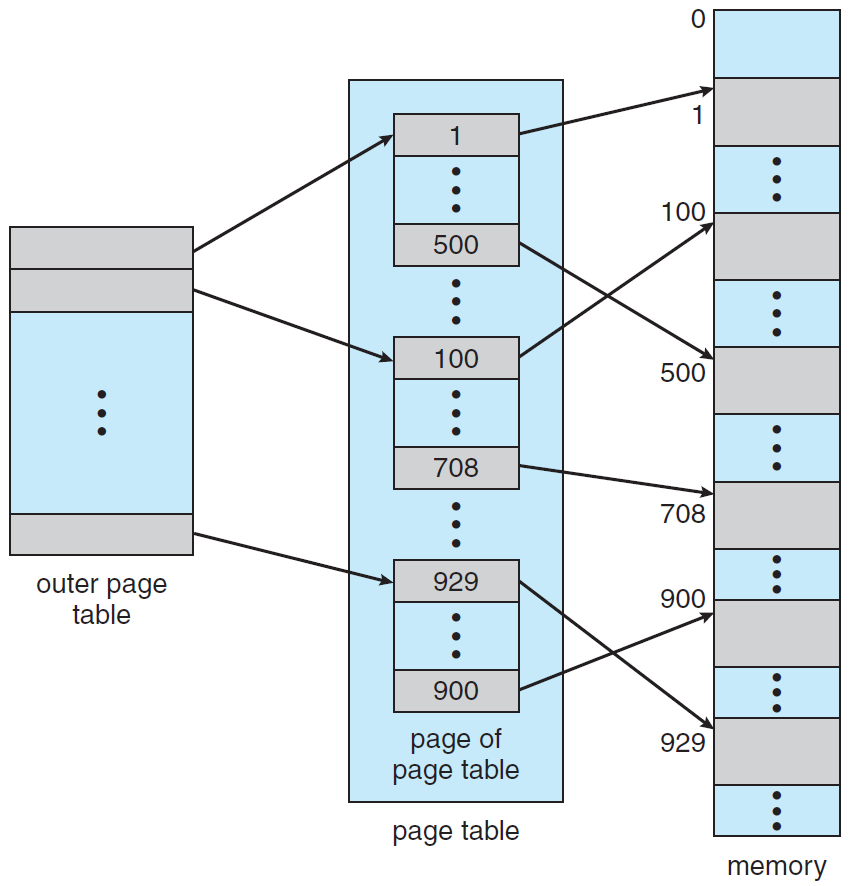 outer page
table
1
500
100
708
929
900
page of
page table
page table
0
1
100
500
708
900
929
memory